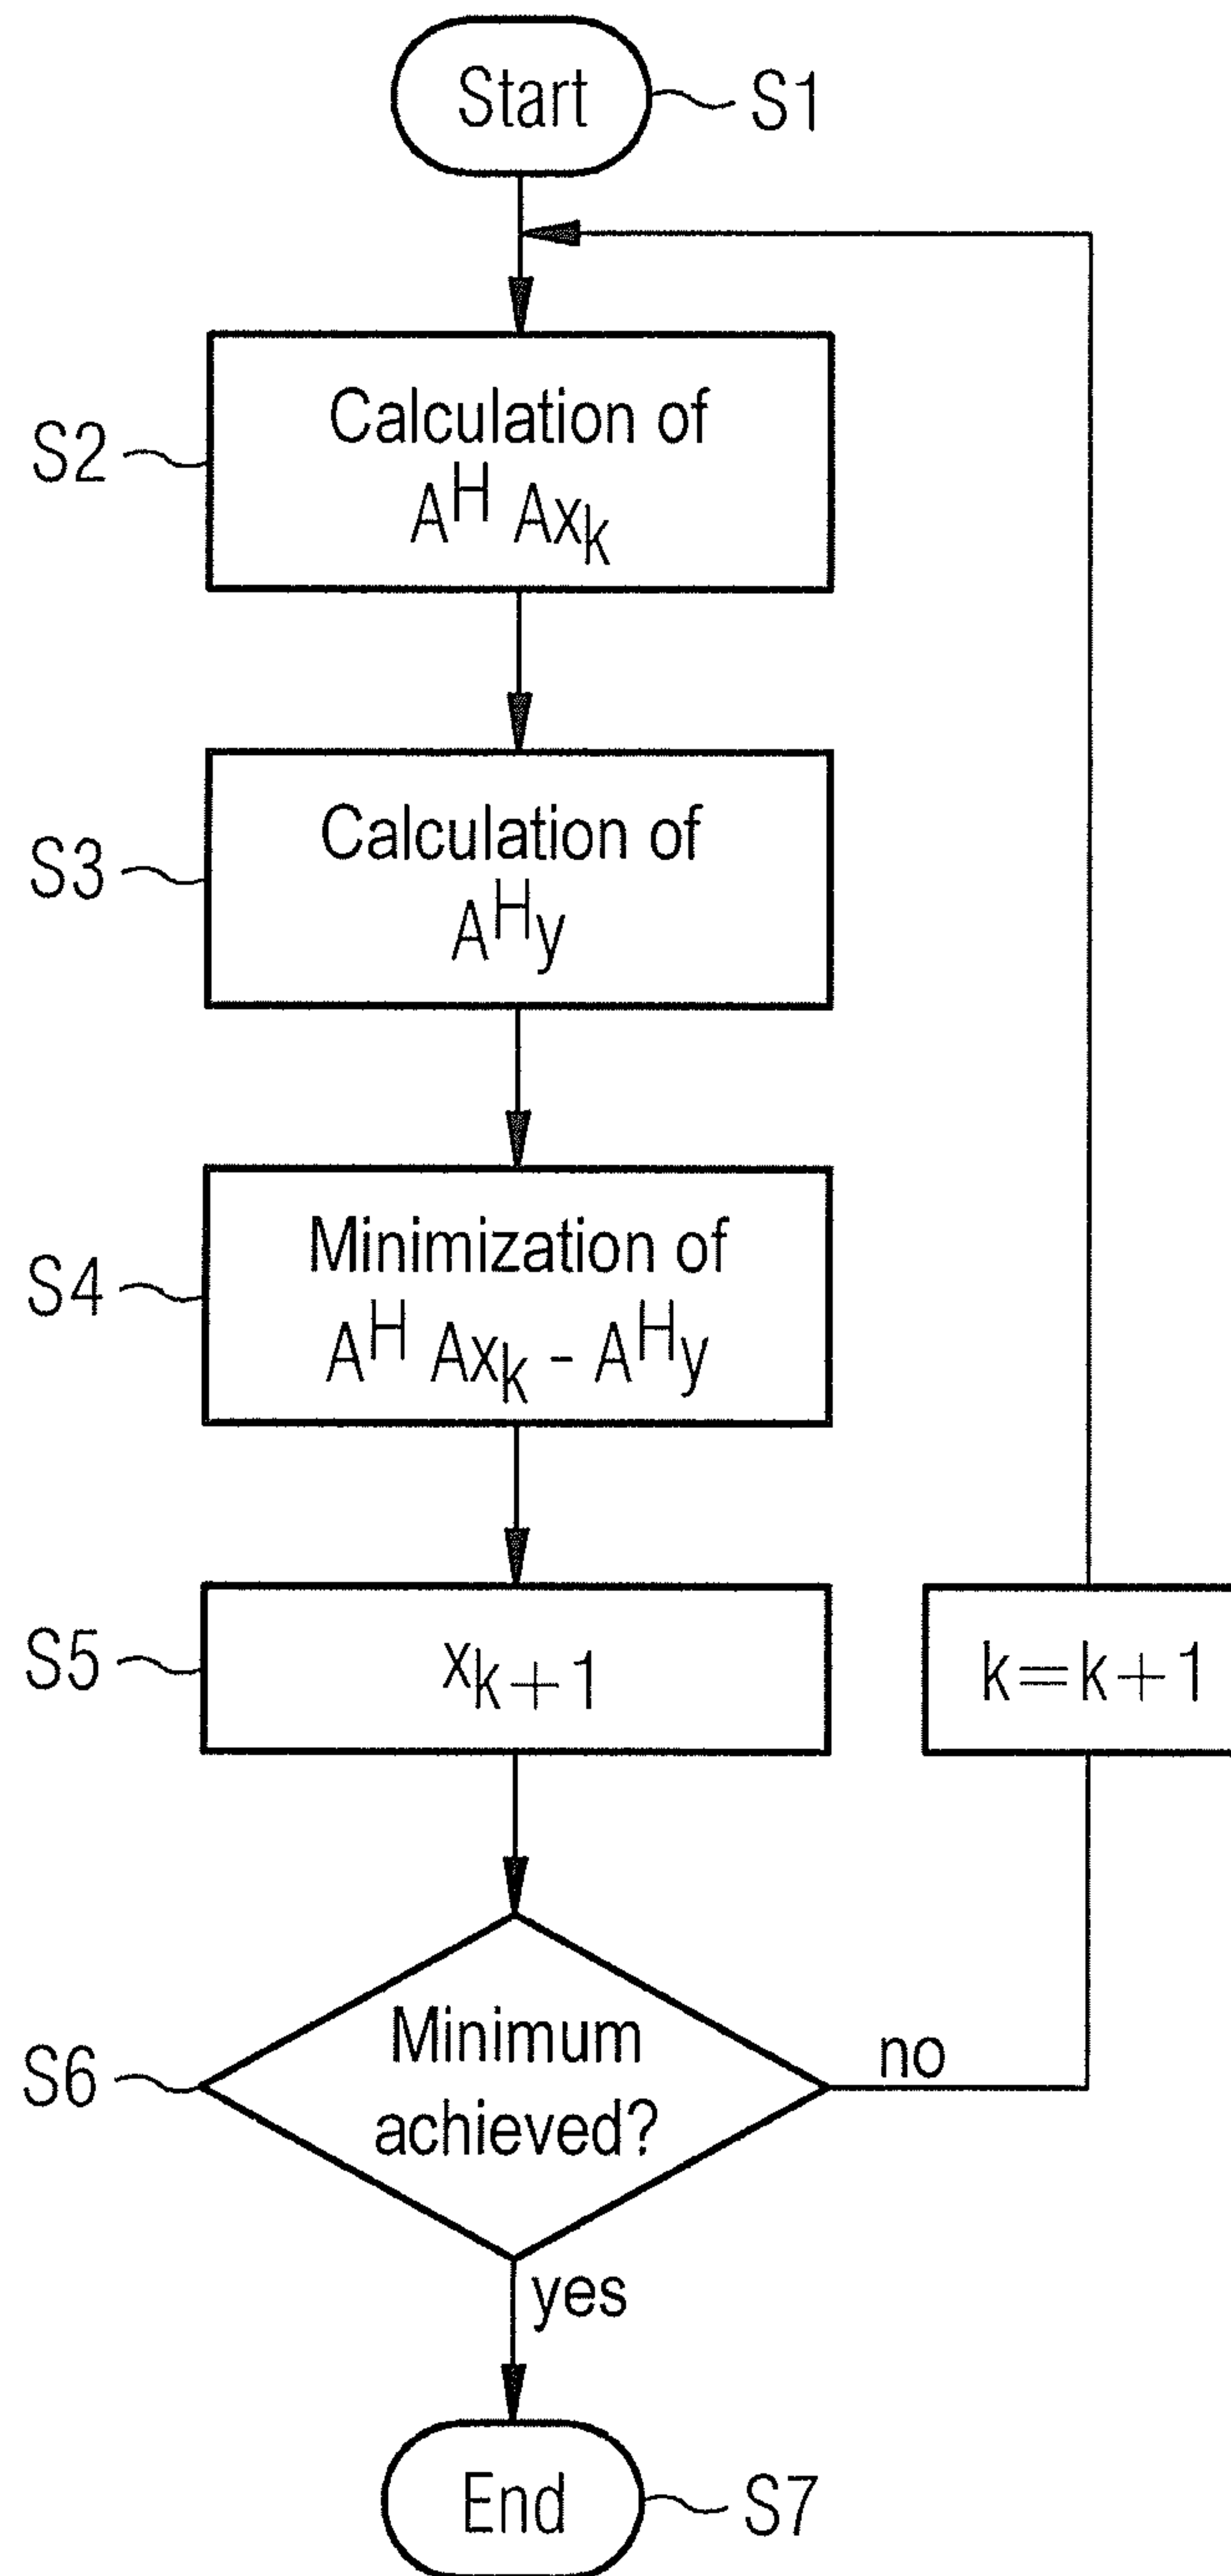 Start S1
Calculation of
S2
A^H Ax_k
Calculation of
S3
A^H y
Minimization of
S4
A^H Ax_k - A^H y
S5 x_{k+1} k=k+1
Minimum
S6 no
achieved?
yes
End S7